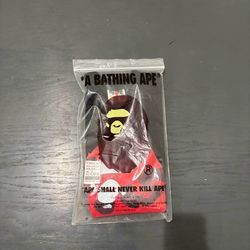 "A BATHING APE"
®
"APE SHALL NEVER KILL APE"